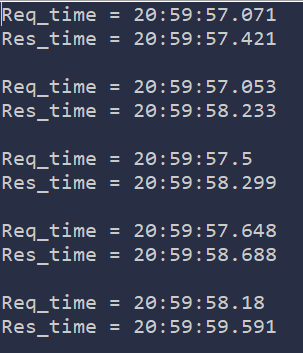 Req_time = 20:59:57.071
Res_time = 20:59:57.421
Req_time = 20:59:57.053
Res_time = 20:59:58.233
Req_time = 20:59:57.5
Res_time = 20:59:58.299
Req_time = 20:59:57.648
Res_time = 20:59:58.688
Req_time = 20:59:58.18
Res_time = 20:59:59.591